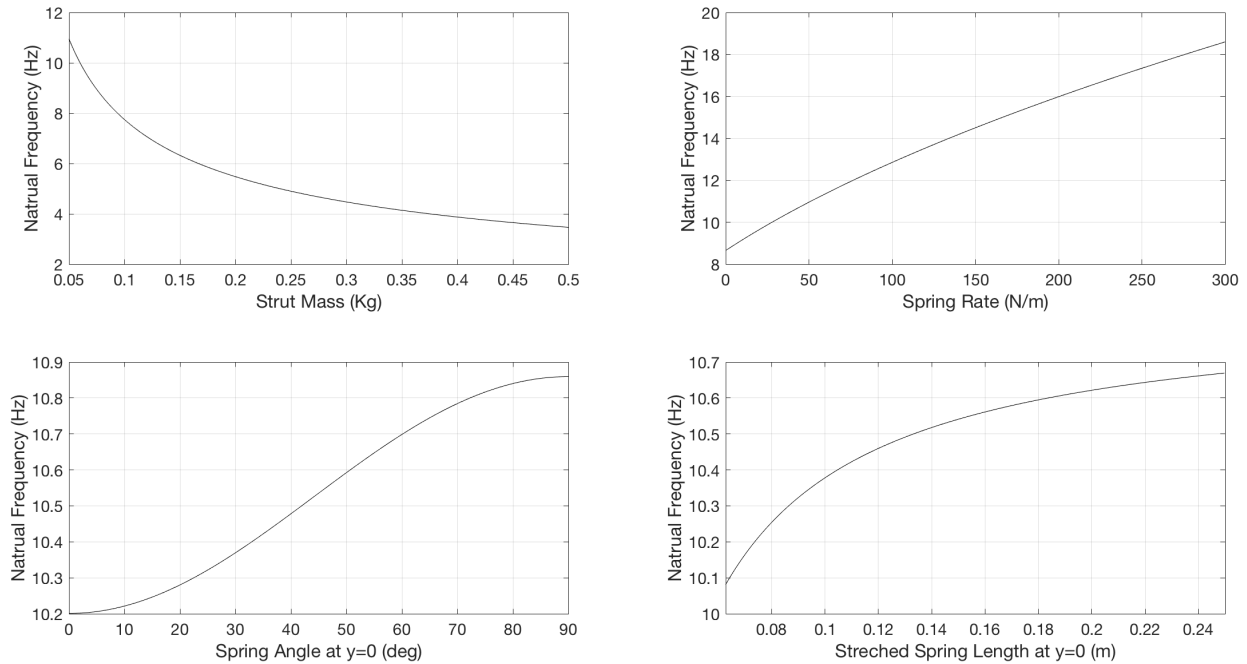 12
10
8
6
4
2
Natrual Frequency (Hz)
0.05 0.1 0.15 0.2 0.25 0.3 0.35 0.4 0.45 0.5
Strut Mass (Kg)
20
18
16
14
12
10
8
Natrual Frequency (Hz)
0 50 100 150 200 250 300
Spring Rate (N/m)
10.9
10.8
10.7
10.6
10.5
10.4
10.3
10.2
Natrual Frequency (Hz)
0 10 20 30 40 50 60 70 80 90
Spring Angle at y=0 (deg)
10.7
10.6
10.5
10.4
10.3
10.2
10.1
10
Natrual Frequency (Hz)
0.08 0.1 0.12 0.14 0.16 0.18 0.2 0.22 0.24
Streched Spring Length at y=0 (m)